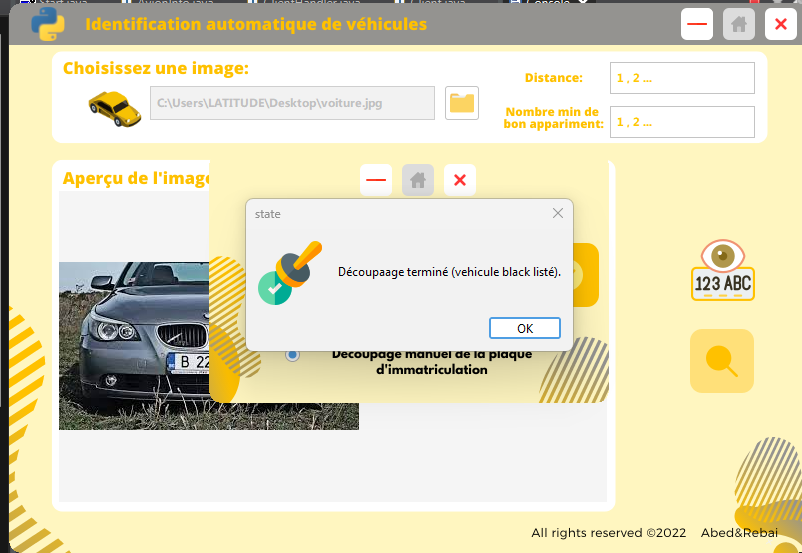 Identification automatique de véhicules
Choisissez une image:
C:\Users\LATITUDE\Desktop\voiture.jpg
Distance:
1 , 2 ...
Nombre min de
bon appariment:
1 , 2 ...
Aperçu de l'image
state
Découpaage terminé (vehicule black listé).
OK
Découpage manuel de la plaque
d'immatriculation
B 22
123 ABC
All rights reserved ©2022 Abed&Rebai